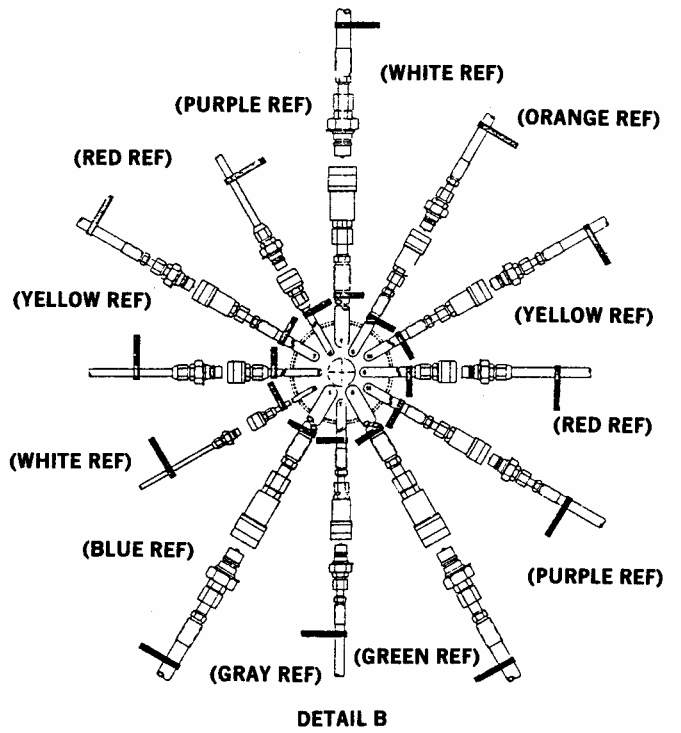 (WHITE REF)
(PURPLE REF)
(ORANGE REF)
(RED REF)
(YELLOW REF)
(YELLOW REF)
(RED REF)
(WHITE REF)
(BLUE REF)
(PURPLE REF)
(GREEN REF)
(GRAY REF)
DETAIL B